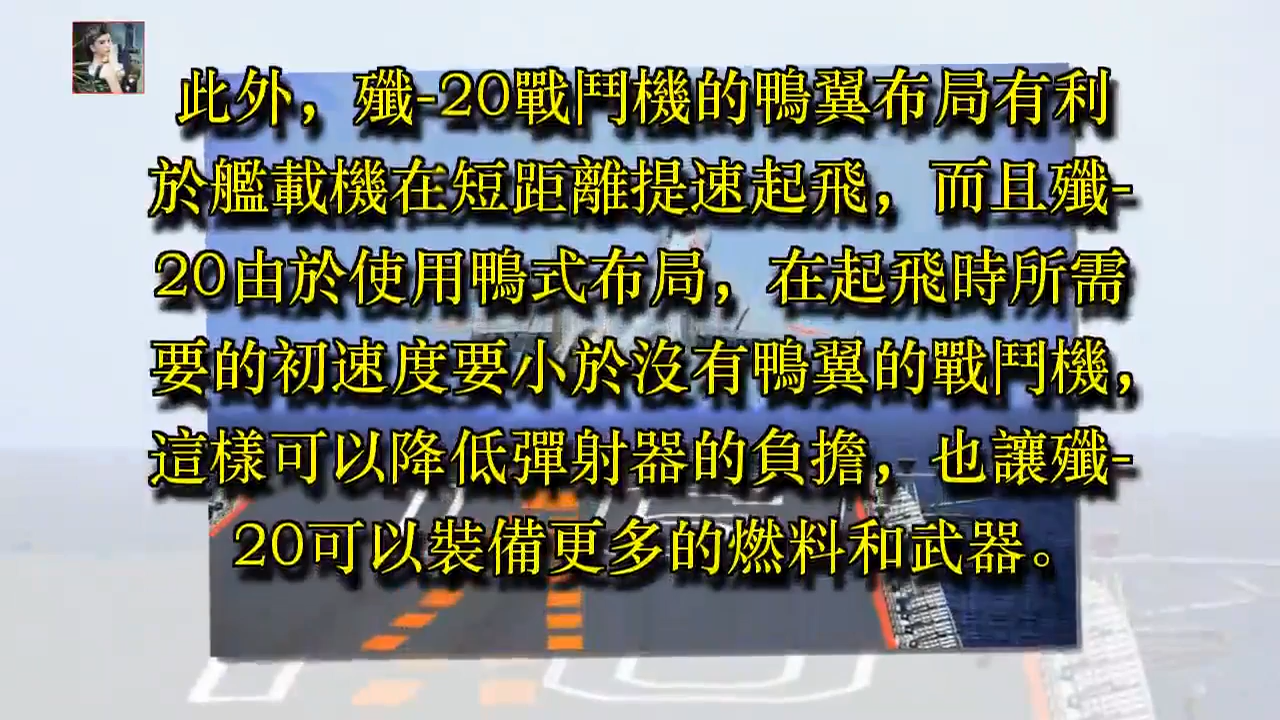 此外，殲-20戰鬥機的鴨翼布局有利
於艦載機在短距離提速起飛，而且殲-
20由於使用鴨式布局，在起飛時所需
要的初速度要小於沒有鴨翼的戰鬥機，
這樣可以降低彈射器的負擔，也讓殲-
20可以裝備更多的燃料和武器。